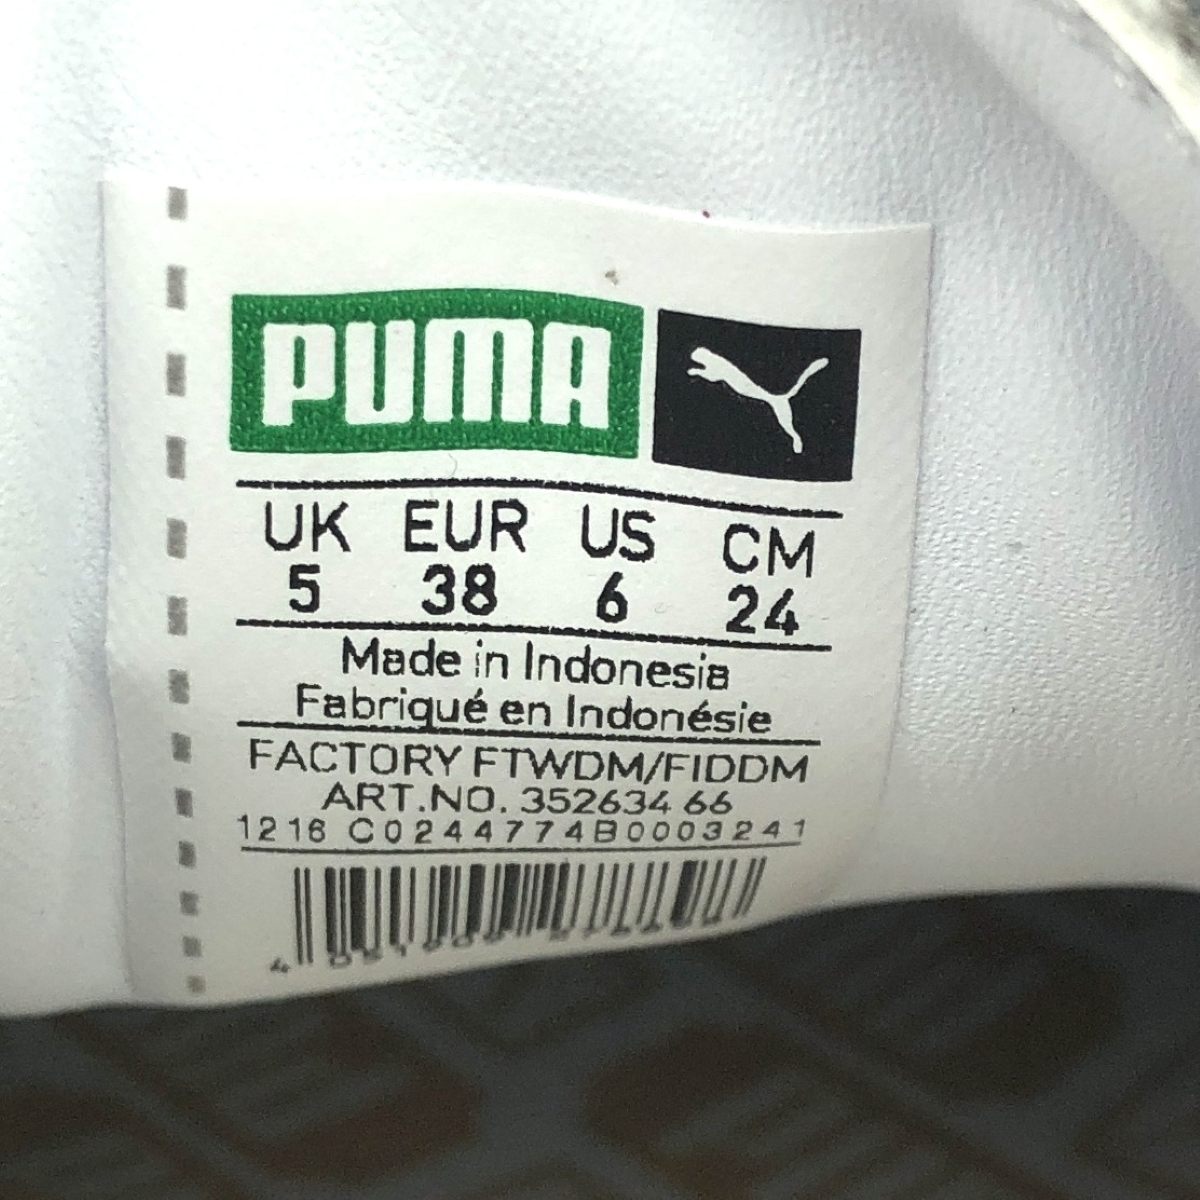 PUMA
UK EUR US CM
5 38 6 24
Made in Indonesia
Fabriqué en Indonésie
FACTORY FTWDM/FIDDM
ART.NO. 352634 66
1216 C0244774B0003241